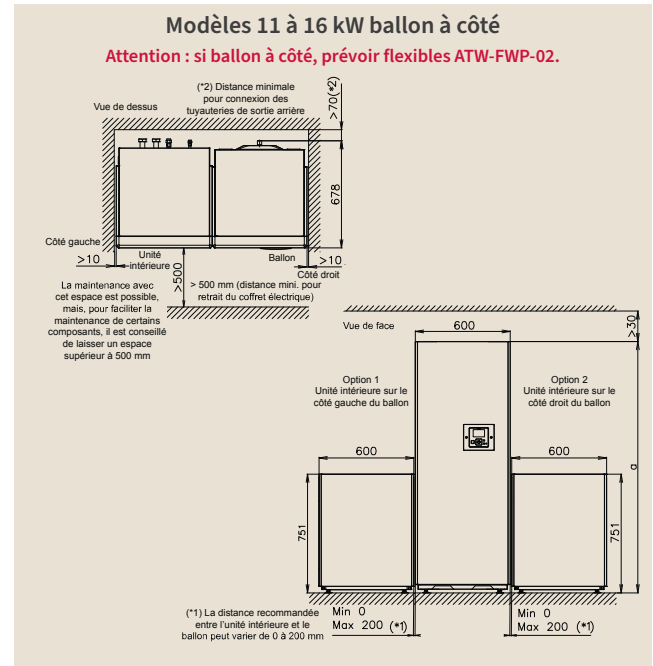 Modèles 11 à 16 kW ballon à côté
Attention : si ballon à côté, prévoir flexibles ATW-FWP-02.
Vue de dessus
(*2) Distance minimale
pour connexion des
tuyauteries de sortie arrière
>70(*2)
678
Côté gauche
>10
Unité
intérieure
>500
Ballon
>10
Côté droit
> 500 mm (distance mini. pour
retrait du coffret électrique)
La maintenance avec
cet espace est possible,
mais, pour faciliter la
maintenance de certains
composants, il est conseillé
de laisser un espace
supérieur à 500 mm
Vue de face
600
>30
Option 1
Unité intérieure sur le
côté gauche du ballon
Option 2
Unité intérieure sur le
côté droit du ballon
600
600
a
751
751
(*1) La distance recommandée
entre l'unité intérieure et le
ballon peut varier de 0 à 200 mm
Min 0
Max 200 (*1)
Min 0
Max 200 (*1)